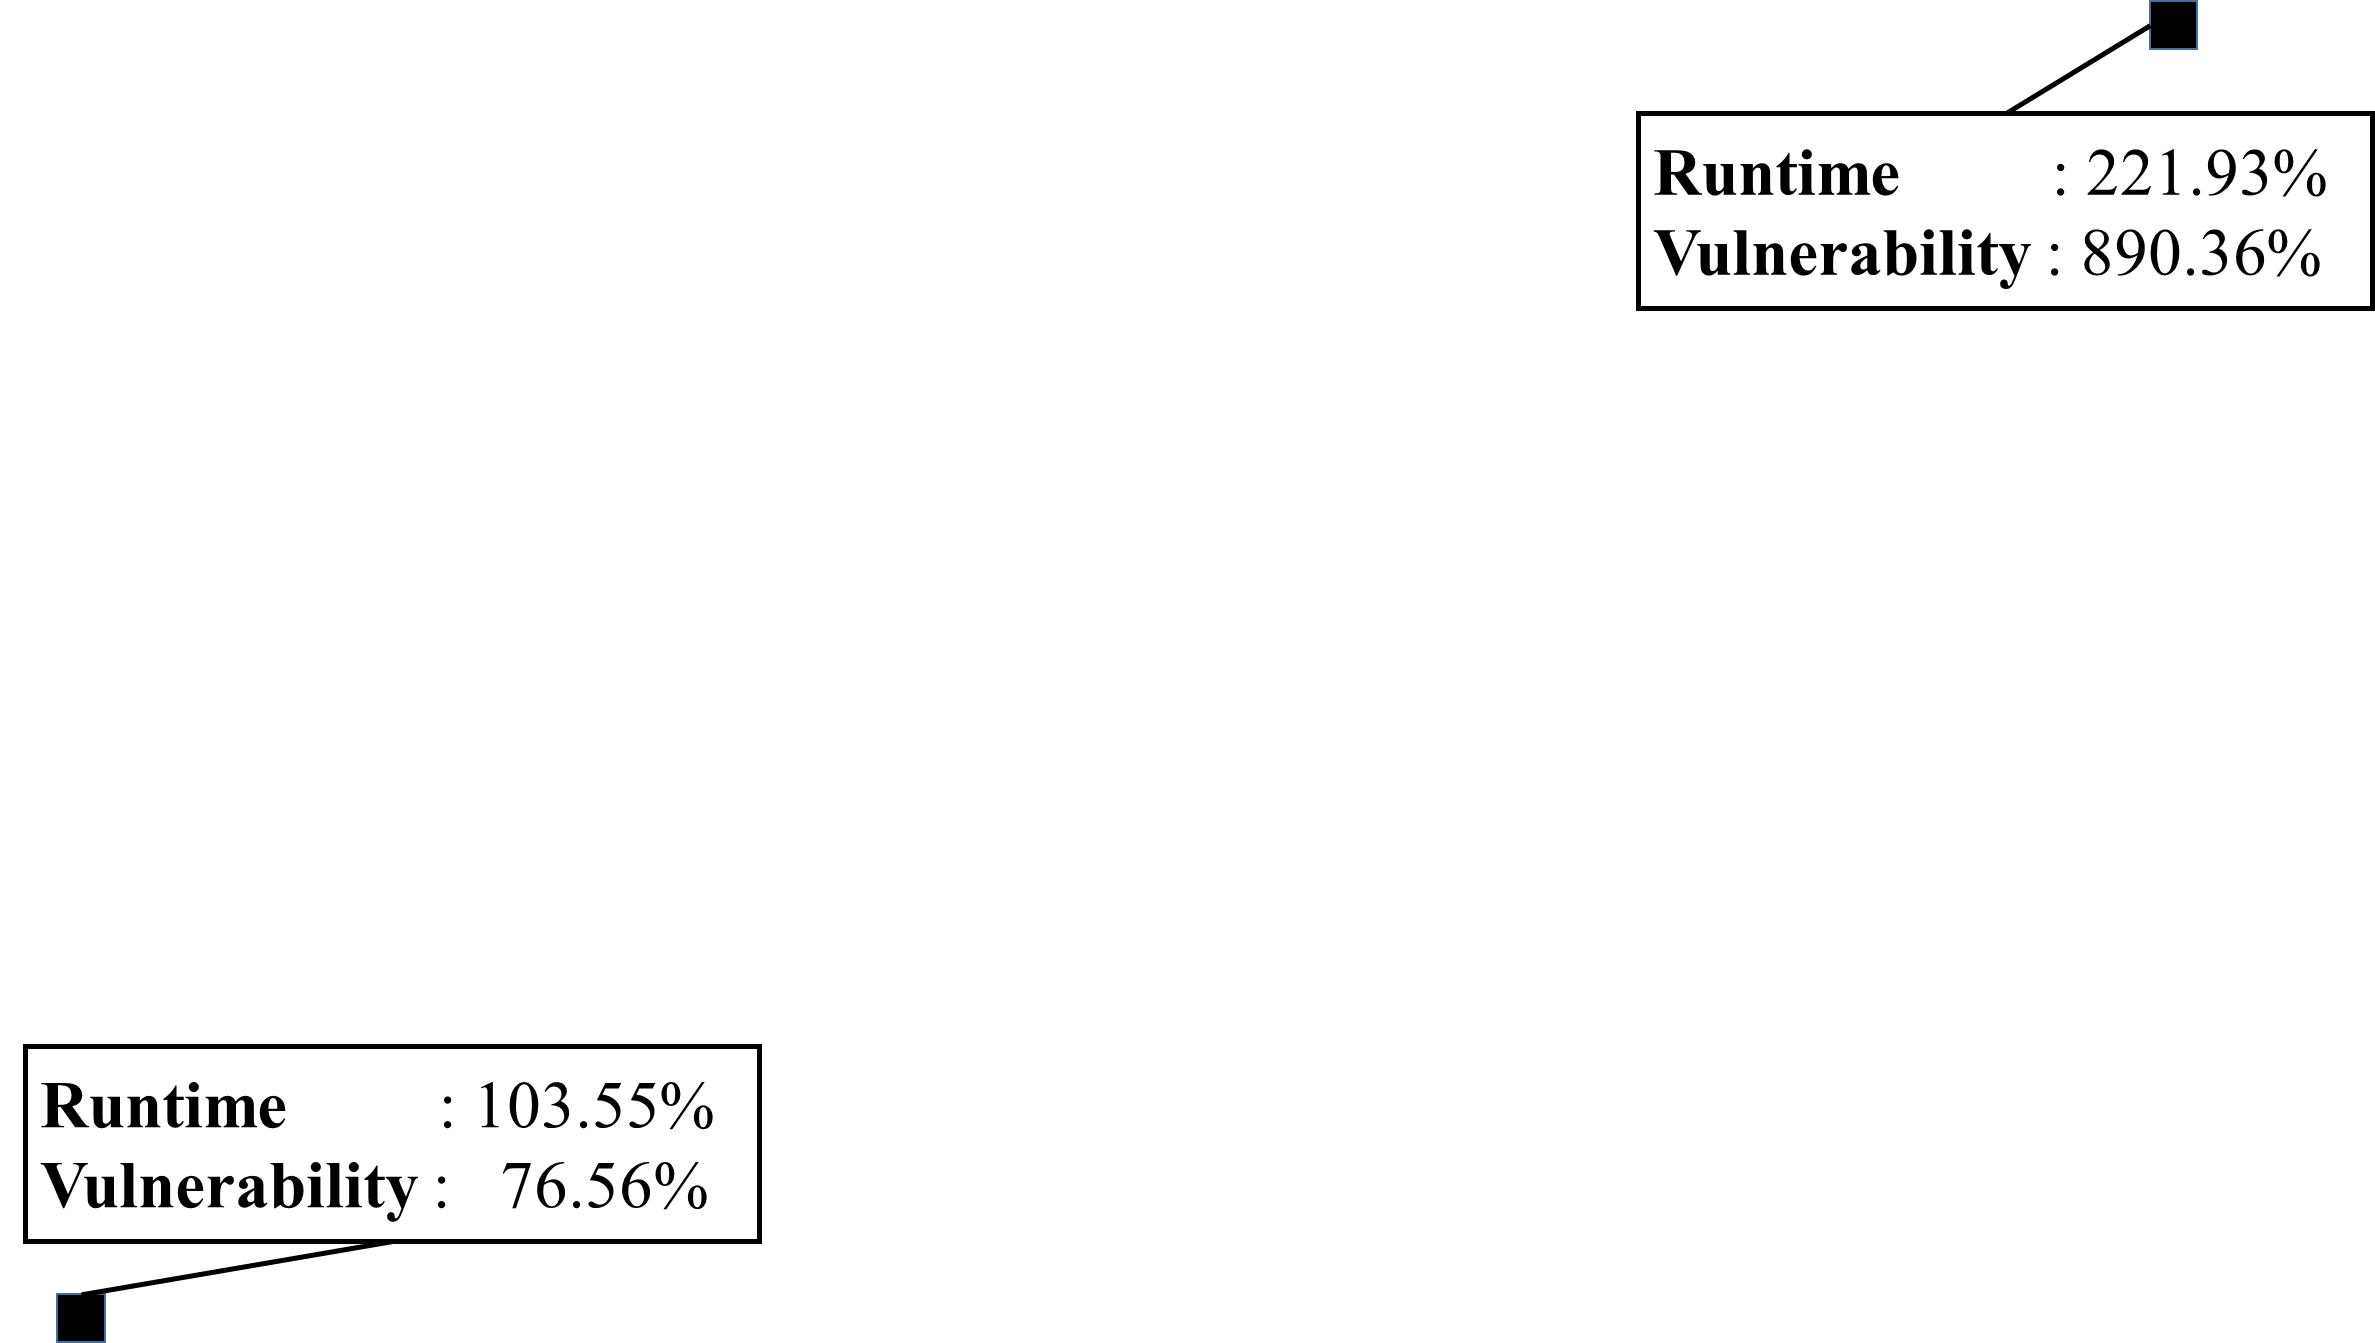 Runtime : 221.93%
Vulnerability : 890.36%
Runtime : 103.55%
Vulnerability : 76.56%